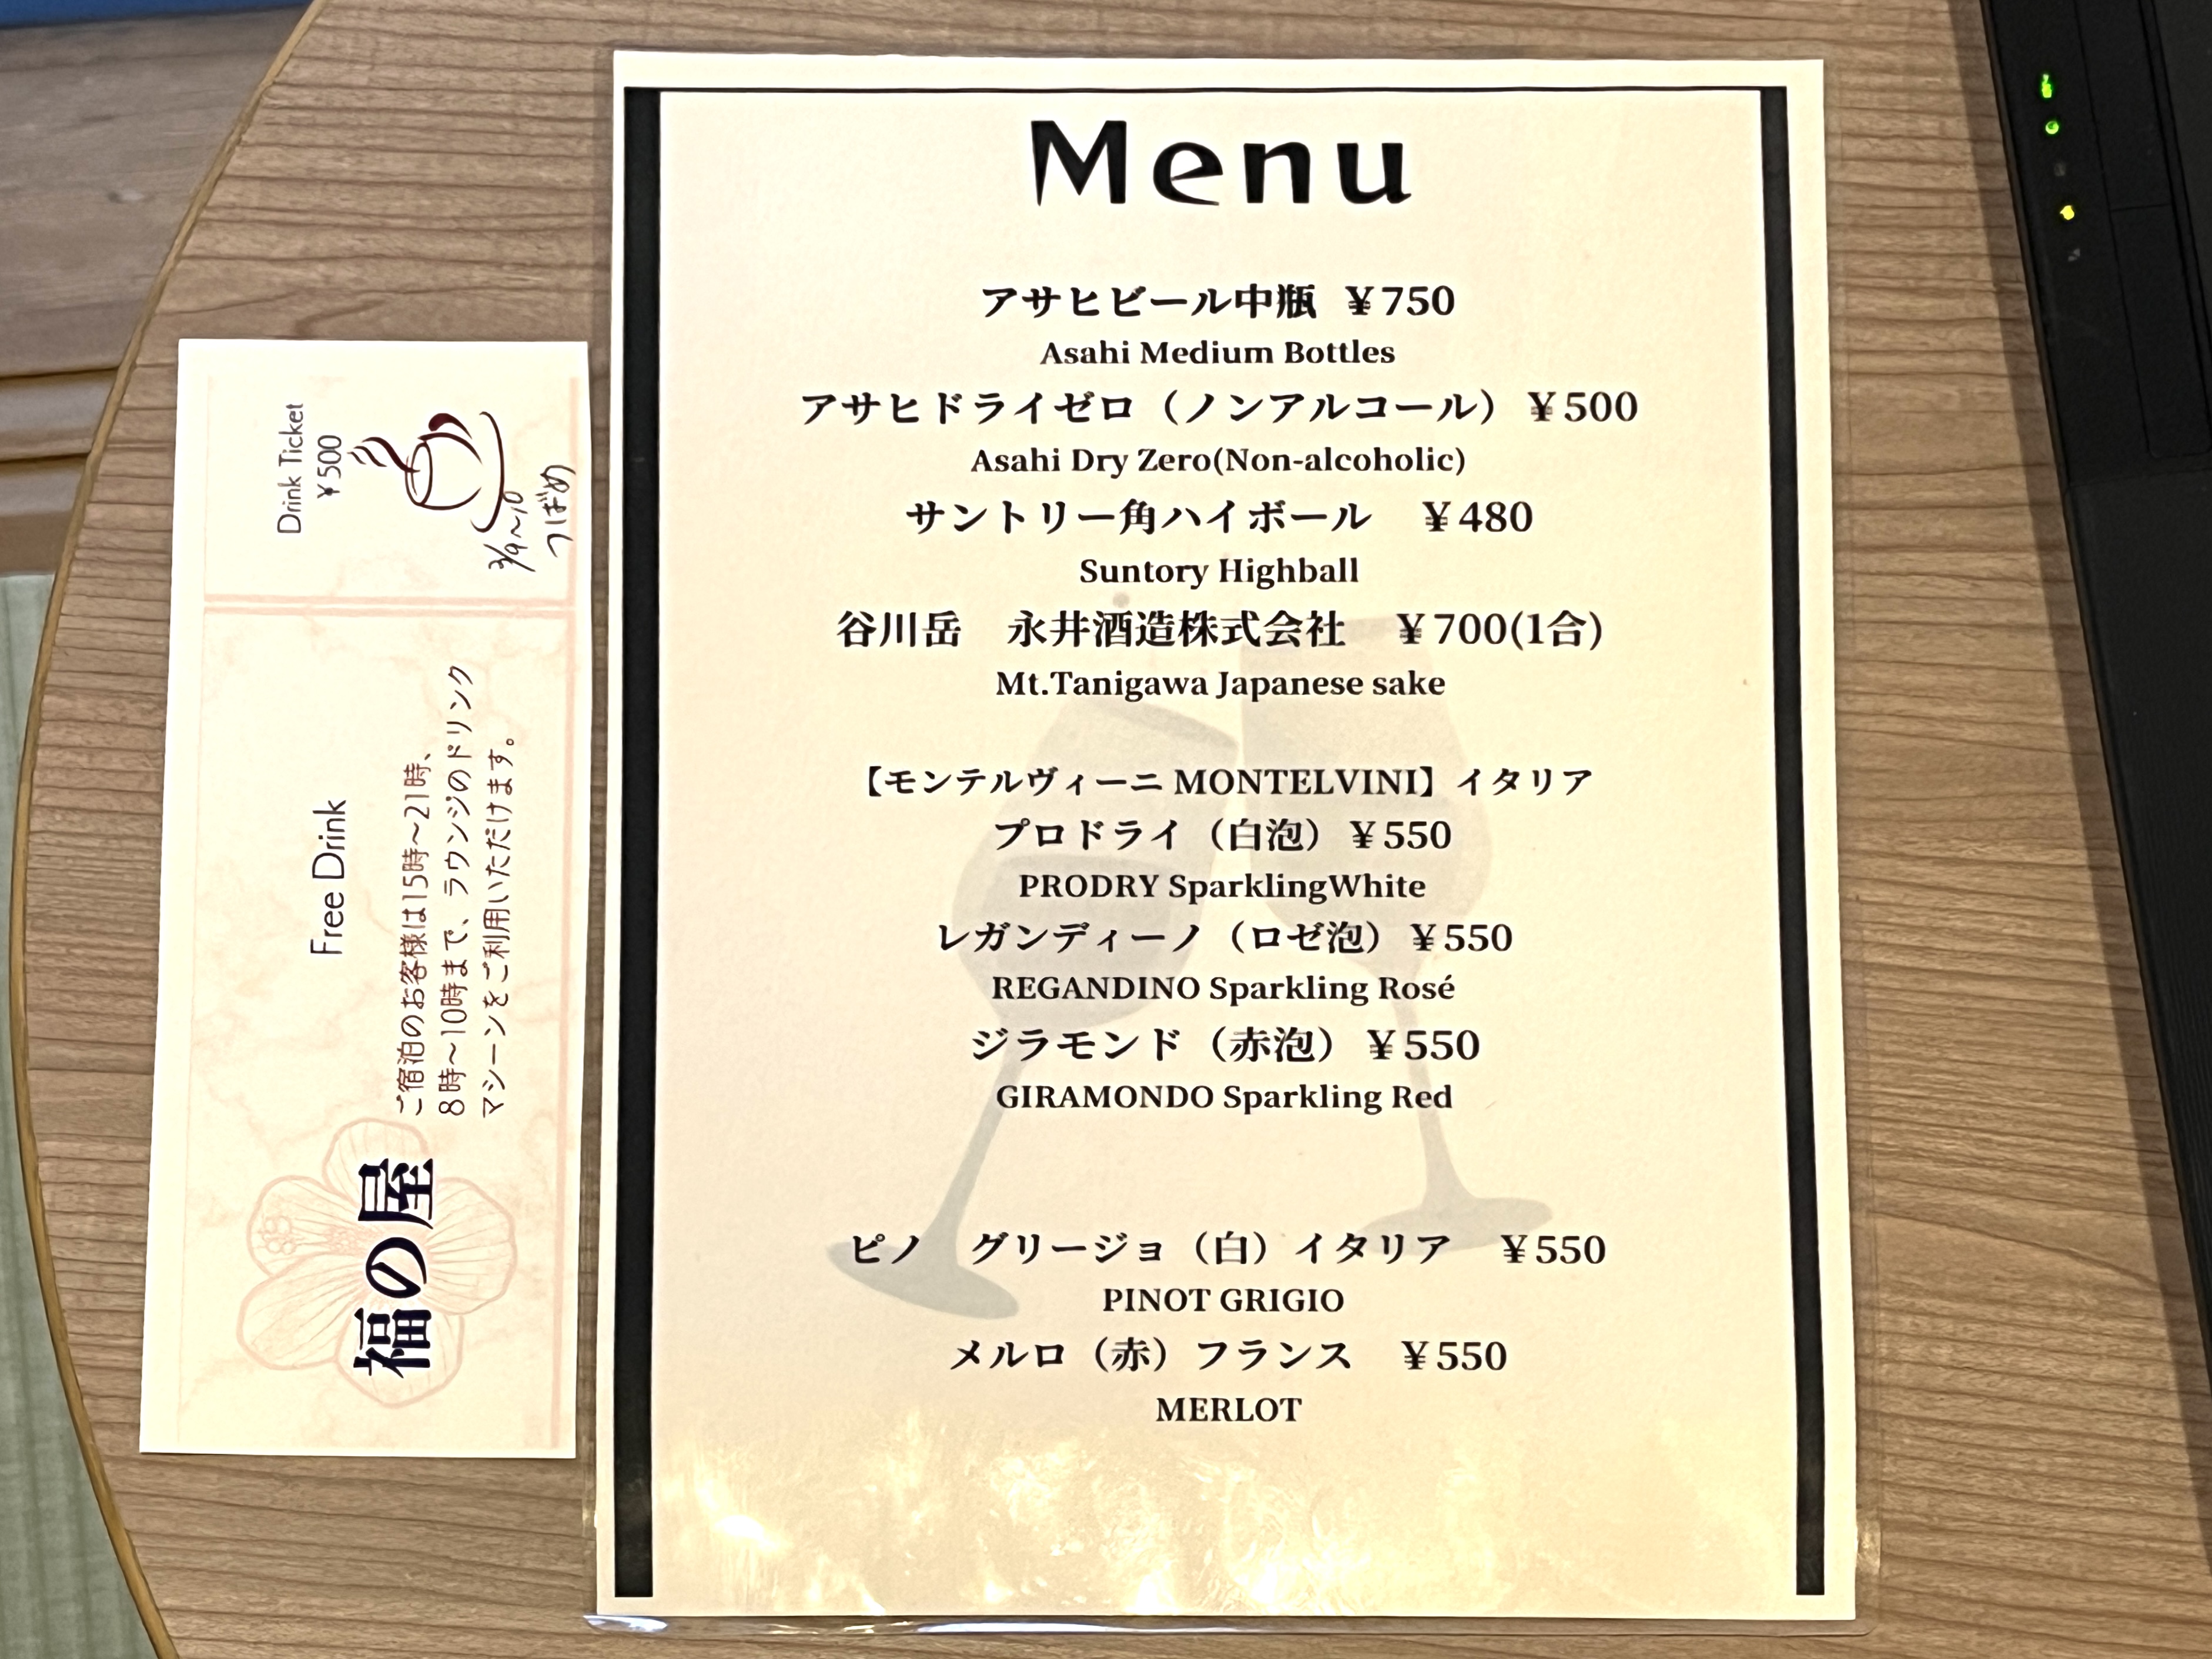 Menu
アサヒビール中瓶 ¥750
Asahi Medium Bottles
アサヒドライゼロ（ノンアルコール） ¥500
Asahi Dry Zero(Non-alcoholic)
サントリー角ハイボール ¥480
Suntory Highball
谷川岳 永井酒造株式会社 ¥700(1合)
Mt.Tanigawa Japanese sake
【モンテルヴィーニ MONTELVINI】イタリア
プロドライ（白泡） ¥550
PRODRY SparklingWhite
レガンディーノ（ロゼ泡） ¥550
REGANDINO Sparkling Rosé
ジラモンド（赤泡） ¥550
GIRAMONDO Sparkling Red
ピノ グリージョ（白）イタリア ¥550
PINOT GRIGIO
メルロ（赤）フランス ¥550
MERLOT
福の屋
Free Drink
ご宿泊のお客様は15時～21時、
8時～10時まで、ラウンジのドリンク
マシーンをご利用いただけます。
Drink Ticket
¥500
3/9～10
つばめ